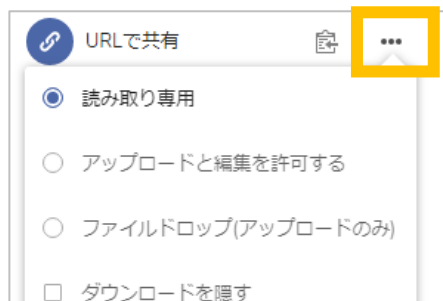 URLで共有
読み取り専用
アップロードと編集を許可する
ファイルドロップ(アップロードのみ)
ダウンロードを隠す